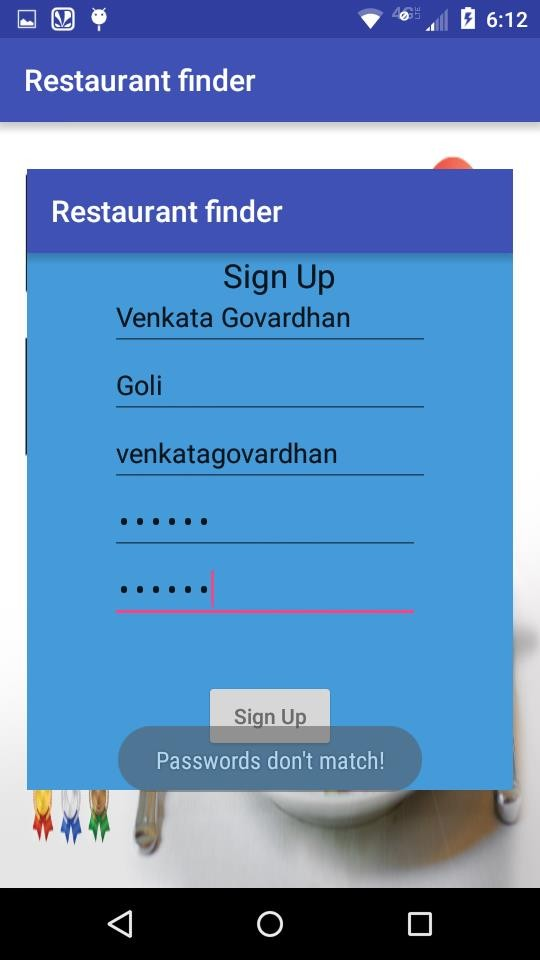 6:12
Restaurant finder
Restaurant finder
Sign Up
Venkata Govardhan
Goli
venkatagovardhan
••••••
••••••
Sign Up
Passwords don't match!